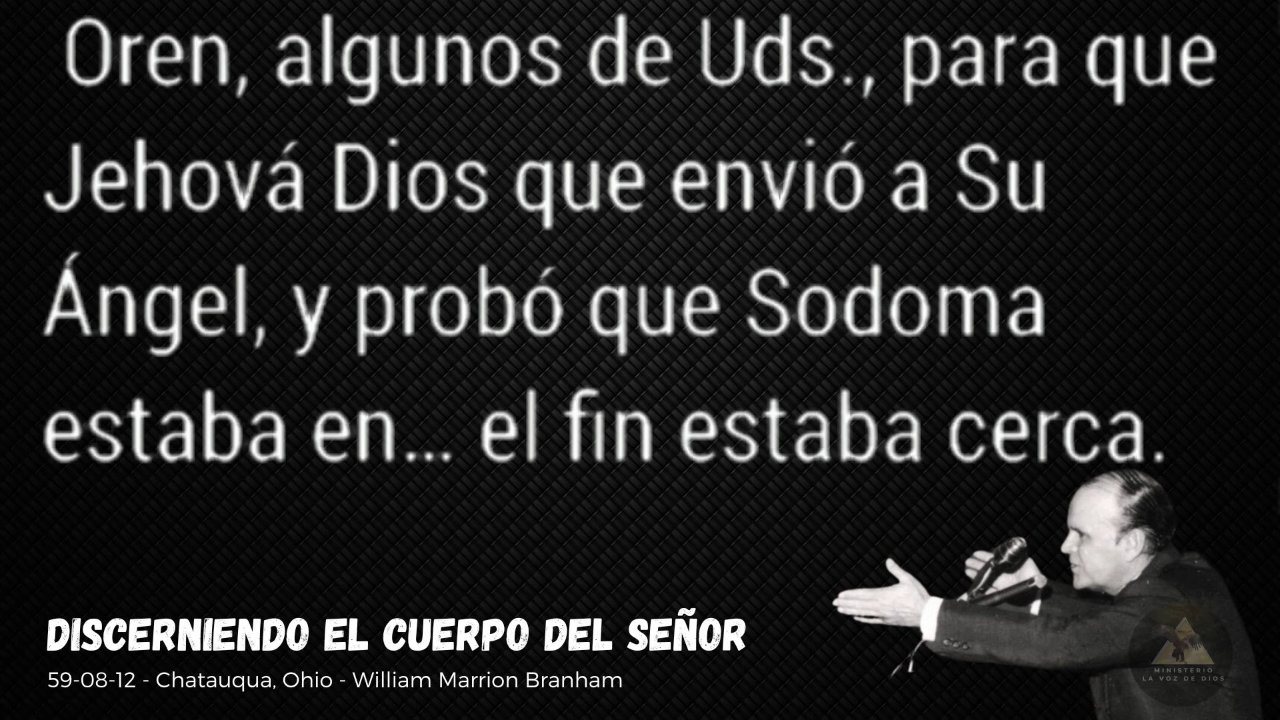 Oren, algunos de Uds., para que
Jehová Dios que envió a Su
Ángel, y probó que Sodoma
estaba en... el fin estaba cerca.
DISCERNIENDO EL CUERPO DEL SEÑOR
59-08-12 - Chatauqua, Ohio - William Marrion Branham
MINISTERIO
LA VOZ DE DIOS